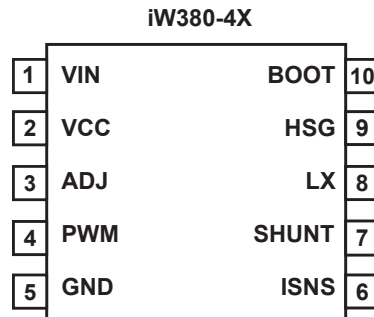 iW380-4X
1 VIN BOOT 10
2 VCC HSG 9
3 ADJ LX 8
4 PWM SHUNT 7
5 GND ISNS 6